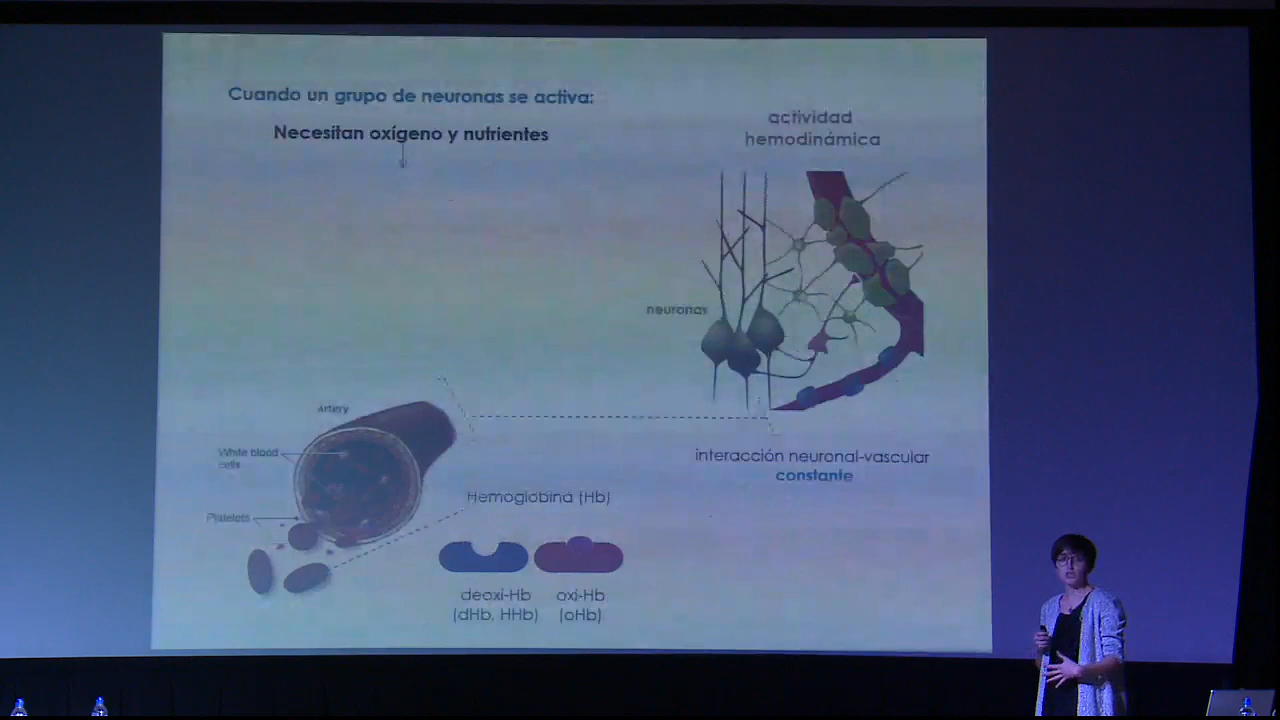 Cuando un grupo de neuronas se activa:
Necesitan oxígeno y nutrientes
actividad
hemodinámica
neuronas
interacción neuronal-vascular
constante
Artery
White blood
cells
Platelets
Hemoglobina (Hb)
deoxi-Hb
(dHb, HHb)
oxi-Hb
(oHb)